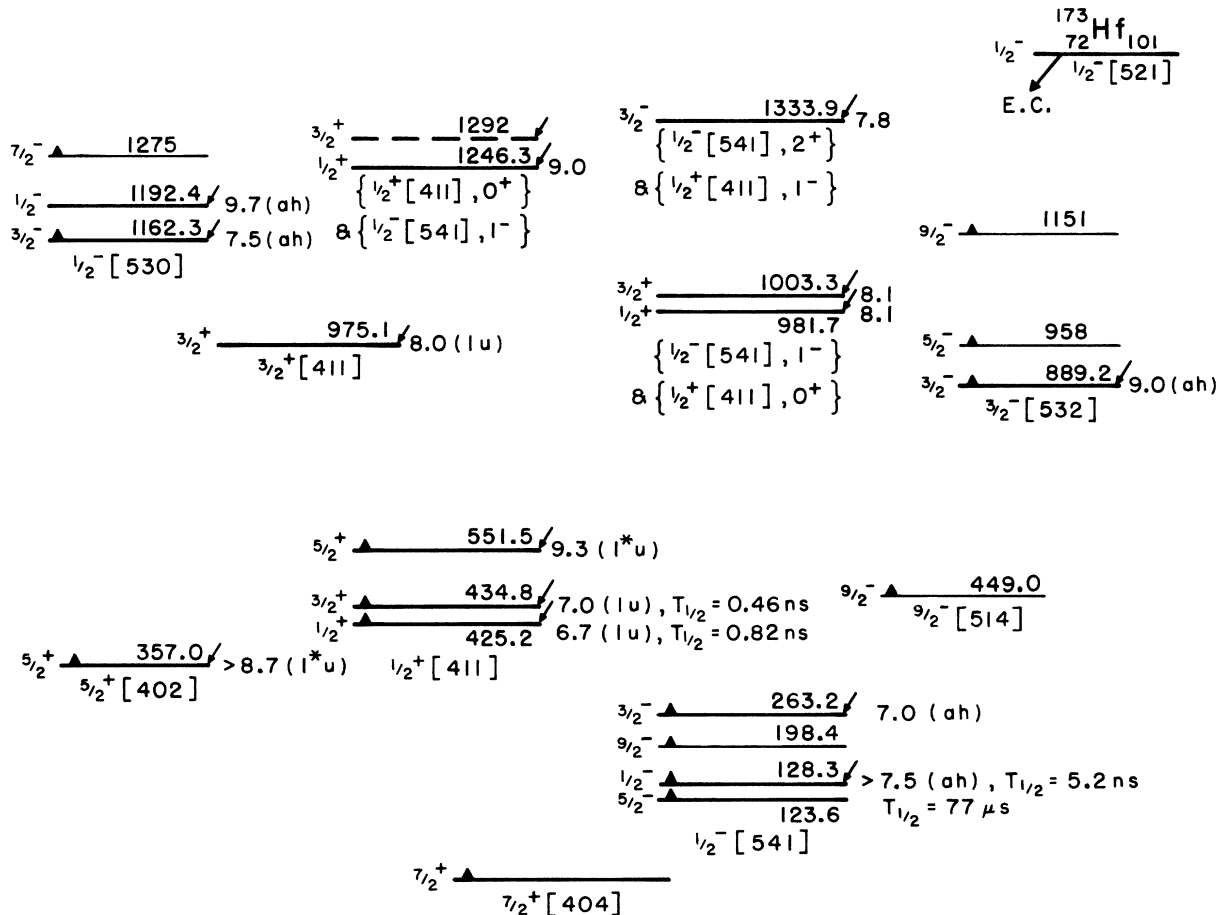 ¹⁷³Hf
₇₂ ₁₀₁
1/2⁻
1/2⁻[521]
E.C.
7/2⁻ 1275
1/2⁻ 1192.4 9.7 (ah)
3/2⁻ 1162.3 7.5 (ah)
1/2⁻[530]
3/2⁺ 1292
1/2⁺ 1246.3 9.0
{1/2⁺[411], 0⁺}
& {1/2⁻[541], 1⁻}
3/2⁻ 1333.9 7.8
{1/2⁻[541], 2⁺}
& {1/2⁺[411], 1⁻}
9/2⁻ 1151
3/2⁺ 975.1 8.0 (1u)
3/2⁺[411]
3/2⁺ 1003.3 8.1
1/2⁺ 981.7 8.1
{1/2⁻[541], 1⁻}
& {1/2⁺[411], 0⁺}
5/2⁻ 958
3/2⁻ 889.2 9.0 (ah)
3/2⁻[532]
5/2⁺ 551.5 9.3 (1*u)
3/2⁺ 434.8 7.0 (1u), T₁/₂ = 0.46 ns
1/2⁺ 425.2 6.7 (1u), T₁/₂ = 0.82 ns
1/2⁺[411]
9/2⁻ 449.0
9/2⁻[514]
5/2⁺ 357.0 >8.7 (1*u)
5/2⁺[402]
3/2⁻ 263.2 7.0 (ah)
9/2⁻ 198.4
1/2⁻ 128.3 >7.5 (ah), T₁/₂ = 5.2 ns
5/2⁻ 123.6 T₁/₂ = 77 μs
1/2⁻[541]
7/2⁺
7/2⁺[404]